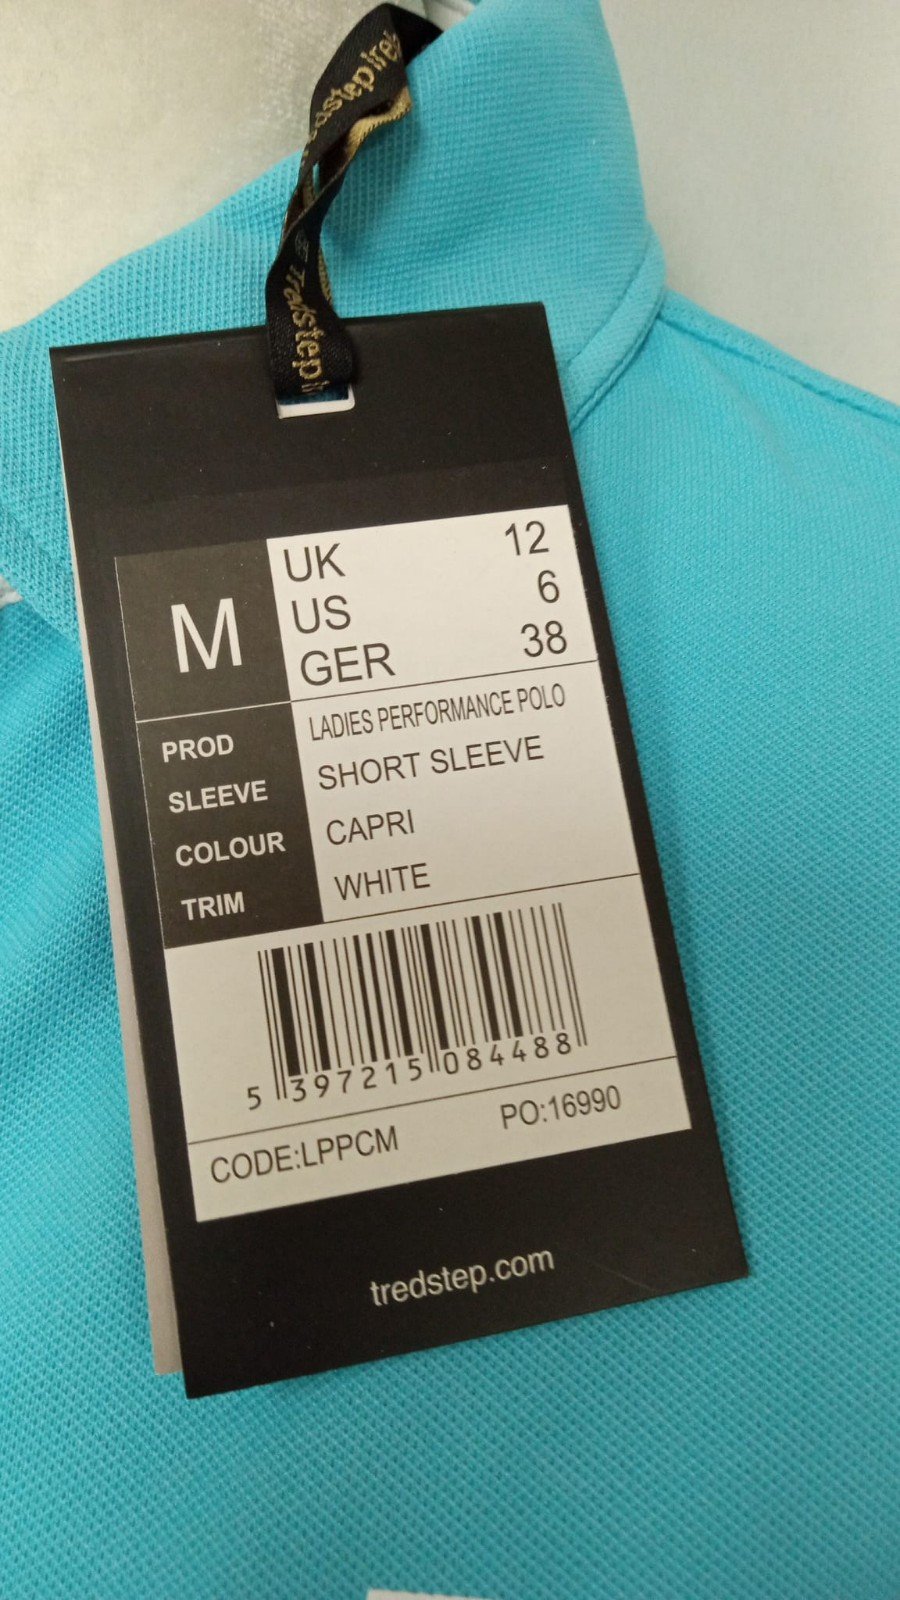 Tredstep
M
UK 12
US 6
GER 38
PROD LADIES PERFORMANCE POLO
SLEEVE SHORT SLEEVE
COLOUR CAPRI
TRIM WHITE
5 397215 084488
CODE:LPPCM PO:16990
tredstep.com